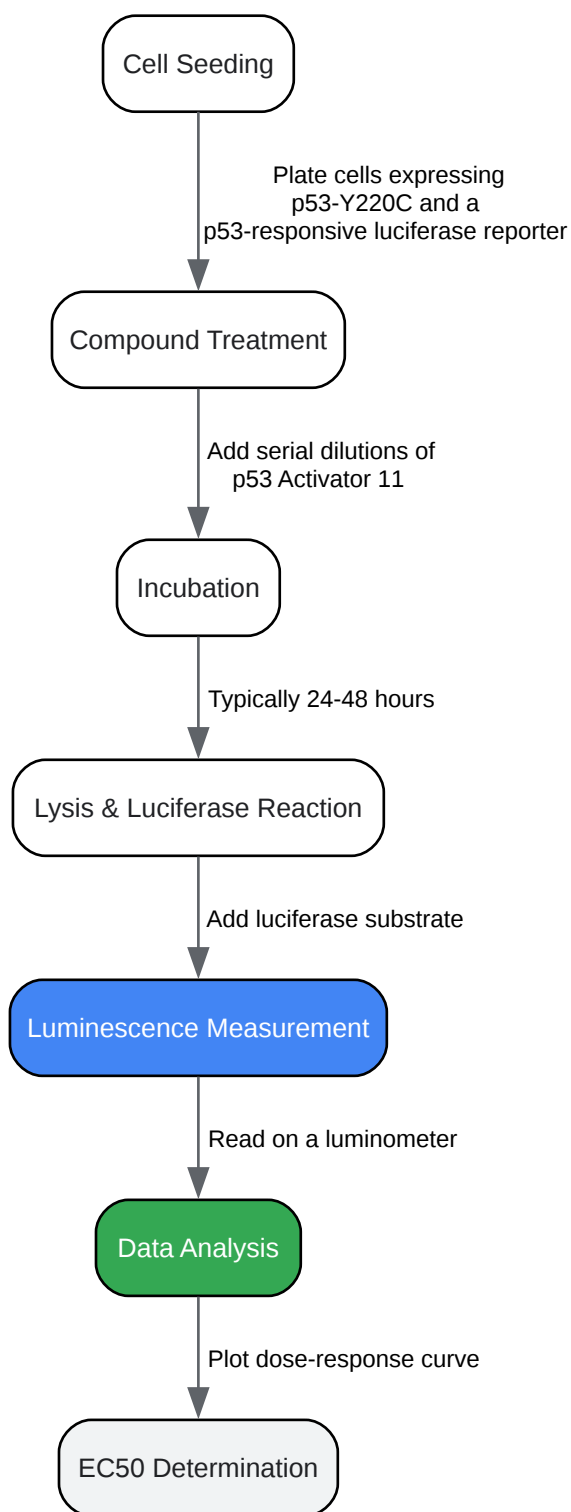 Cell Seeding
Plate cells expressing
p53-Y220C and a
p53-responsive luciferase reporter
Compound Treatment
Add serial dilutions of
p53 Activator 11
Incubation
Typically 24-48 hours
Lysis & Luciferase Reaction
Add luciferase substrate
Luminescence Measurement
Read on a luminometer
Data Analysis
Plot dose-response curve
EC50 Determination